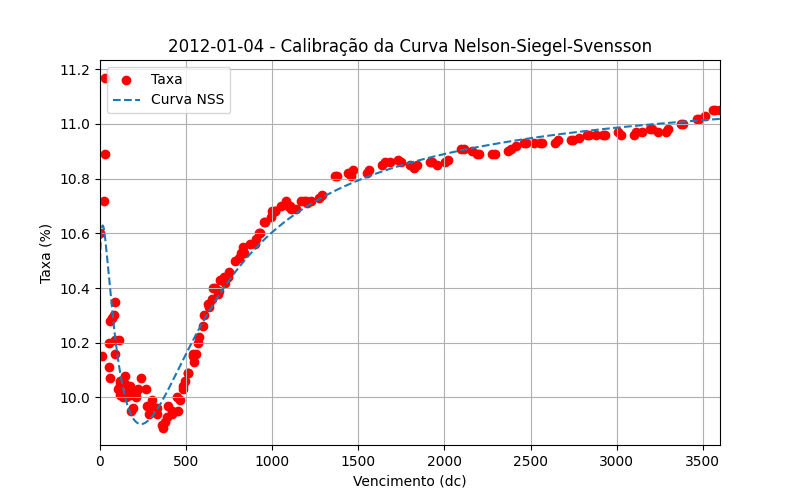 2012-01-04 - Calibração da Curva Nelson-Siegel-Svensson
Taxa
Curva NSS
Taxa (%)
11.2
11.0
10.8
10.6
10.4
10.2
10.0
0 500 1000 1500 2000 2500 3000 3500
Vencimento (dc)